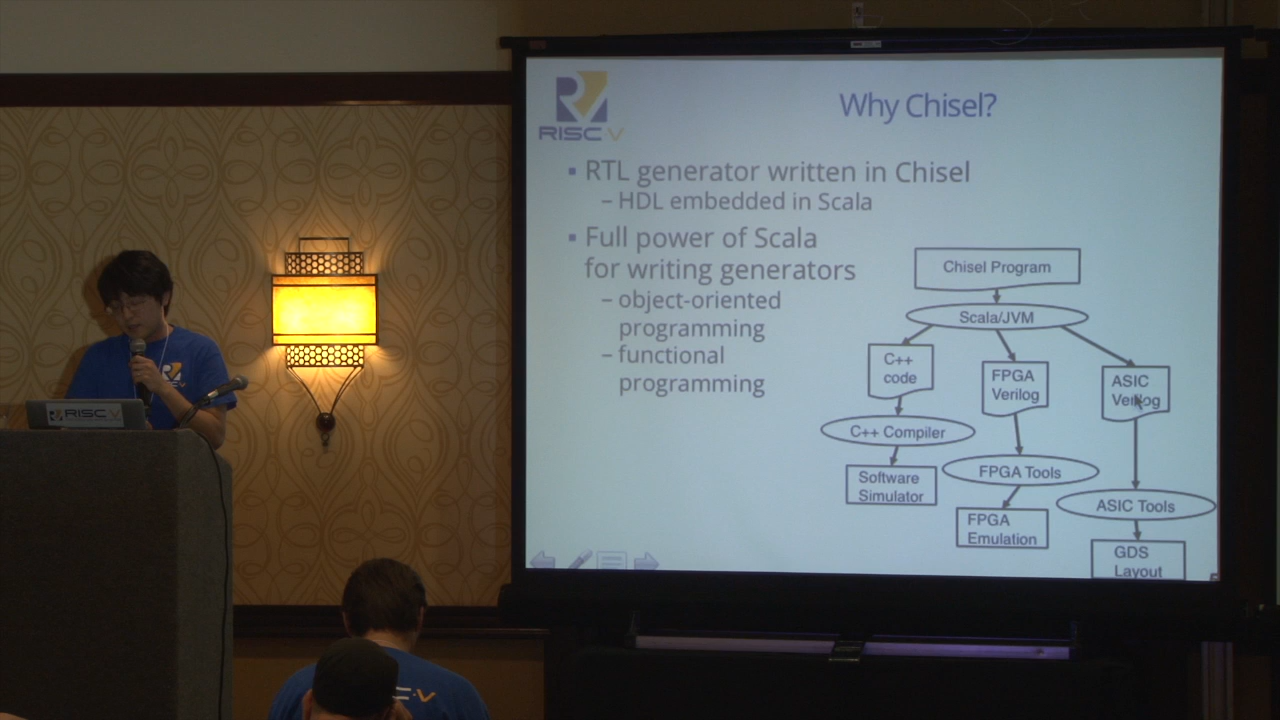 RISC V
Why Chisel?
▪ RTL generator written in Chisel
– HDL embedded in Scala
▪ Full power of Scala
for writing generators
– object-oriented
programming
– functional
programming
Chisel Program
Scala/JVM
C++
code
FPGA
Verilog
ASIC
Verilog
C++ Compiler
FPGA Tools
Software
Simulator
ASIC Tools
FPGA
Emulation
GDS
Layout
RISC V